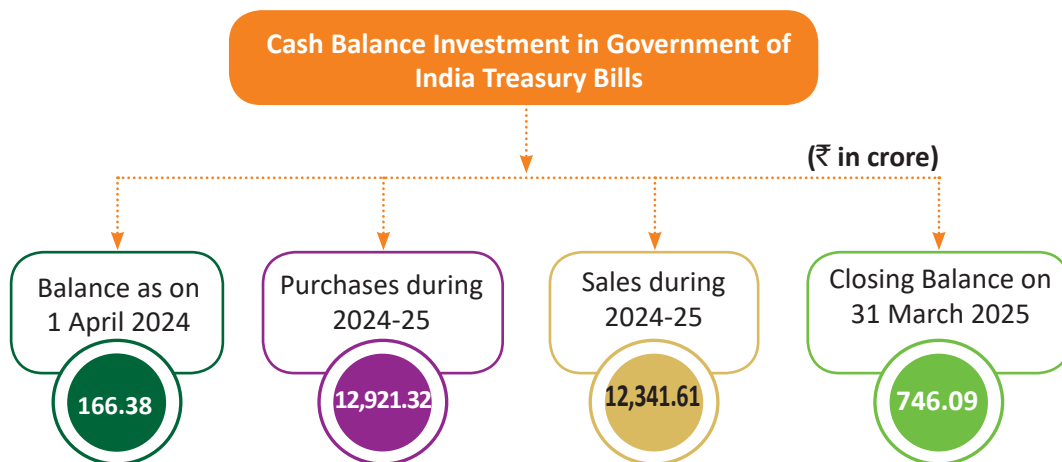 Cash Balance Investment in Government of
India Treasury Bills
(₹ in crore)
Balance as on
1 April 2024
166.38
Purchases during
2024-25
12,921.32
Sales during
2024-25
12,341.61
Closing Balance on
31 March 2025
746.09